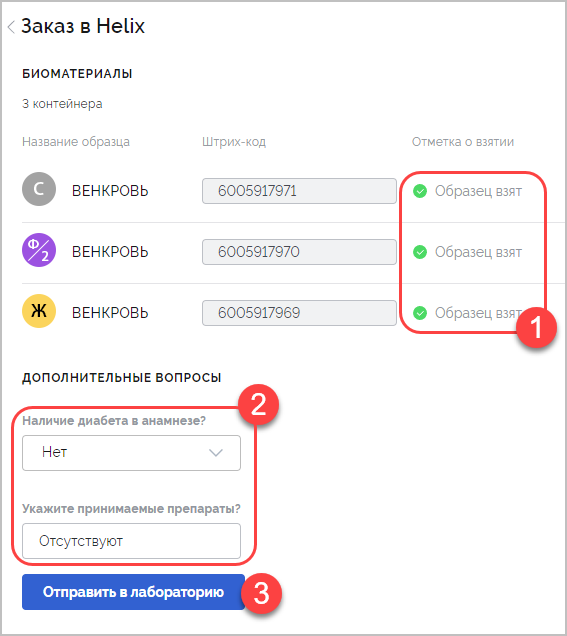 Заказ в Helix
БИОМАТЕРИАЛЫ
3 контейнера
Название образца Штрих-код Отметка о взятии
С ВЕНКРОВЬ 6005917971 Образец взят
Ф/2 ВЕНКРОВЬ 6005917970 Образец взят
Ж ВЕНКРОВЬ 6005917969 Образец взят
1
ДОПОЛНИТЕЛЬНЫЕ ВОПРОСЫ
2
Наличие диабета в анамнезе?
Нет
Укажите принимаемые препараты?
Отсутствуют
Отправить в лабораторию 3